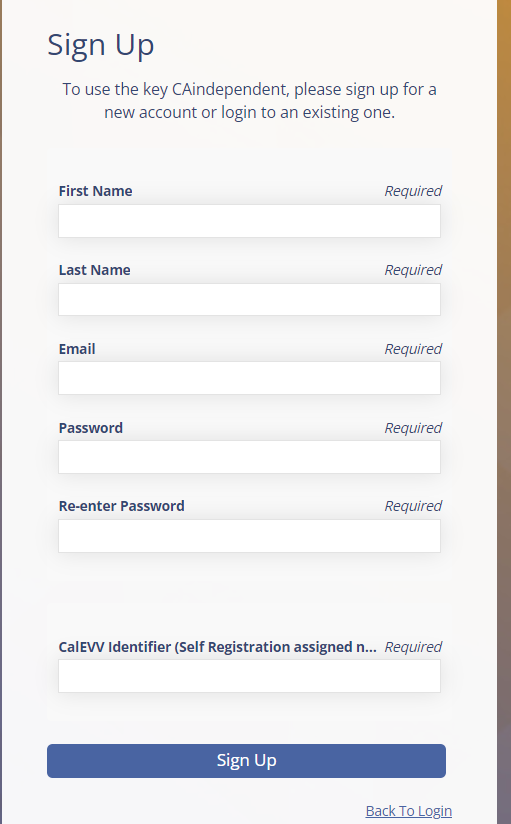 Sign Up
To use the key CAindependent, please sign up for a
new account or login to an existing one.
First Name Required
Last Name Required
Email Required
Password Required
Re-enter Password Required
CalEVV Identifier (Self Registration assigned n... Required
Sign Up
Back To Login